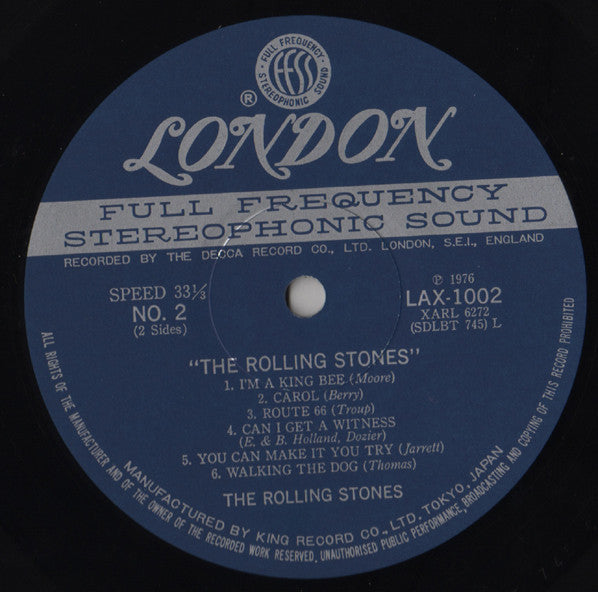 FULL FREQUENCY
ffss
STEREOPHONIC SOUND
®
LONDON
FULL FREQUENCY
STEREOPHONIC SOUND
RECORDED BY THE DECCA RECORD CO., LTD. LONDON, S.E.I., ENGLAND
SPEED 33⅓
NO. 2
(2 Sides)
℗ 1976
LAX-1002
XARL 6272
(SDLBT 745) L
"THE ROLLING STONES"
1. I'M A KING BEE (Moore)
2. CAROL (Berry)
3. ROUTE 66 (Troup)
4. CAN I GET A WITNESS
(E. & B. Holland, Dozier)
5. YOU CAN MAKE IT YOU TRY (Jarrett)
6. WALKING THE DOG (Thomas)
THE ROLLING STONES
MANUFACTURED BY KING RECORD CO., LTD. TOKYO, JAPAN
ALL RIGHTS OF THE MANUFACTURER AND OF THE OWNER OF THE RECORDED WORK RESERVED. UNAUTHORISED PUBLIC PERFORMANCE, BROADCASTING AND COPYING OF THIS RECORD PROHIBITED